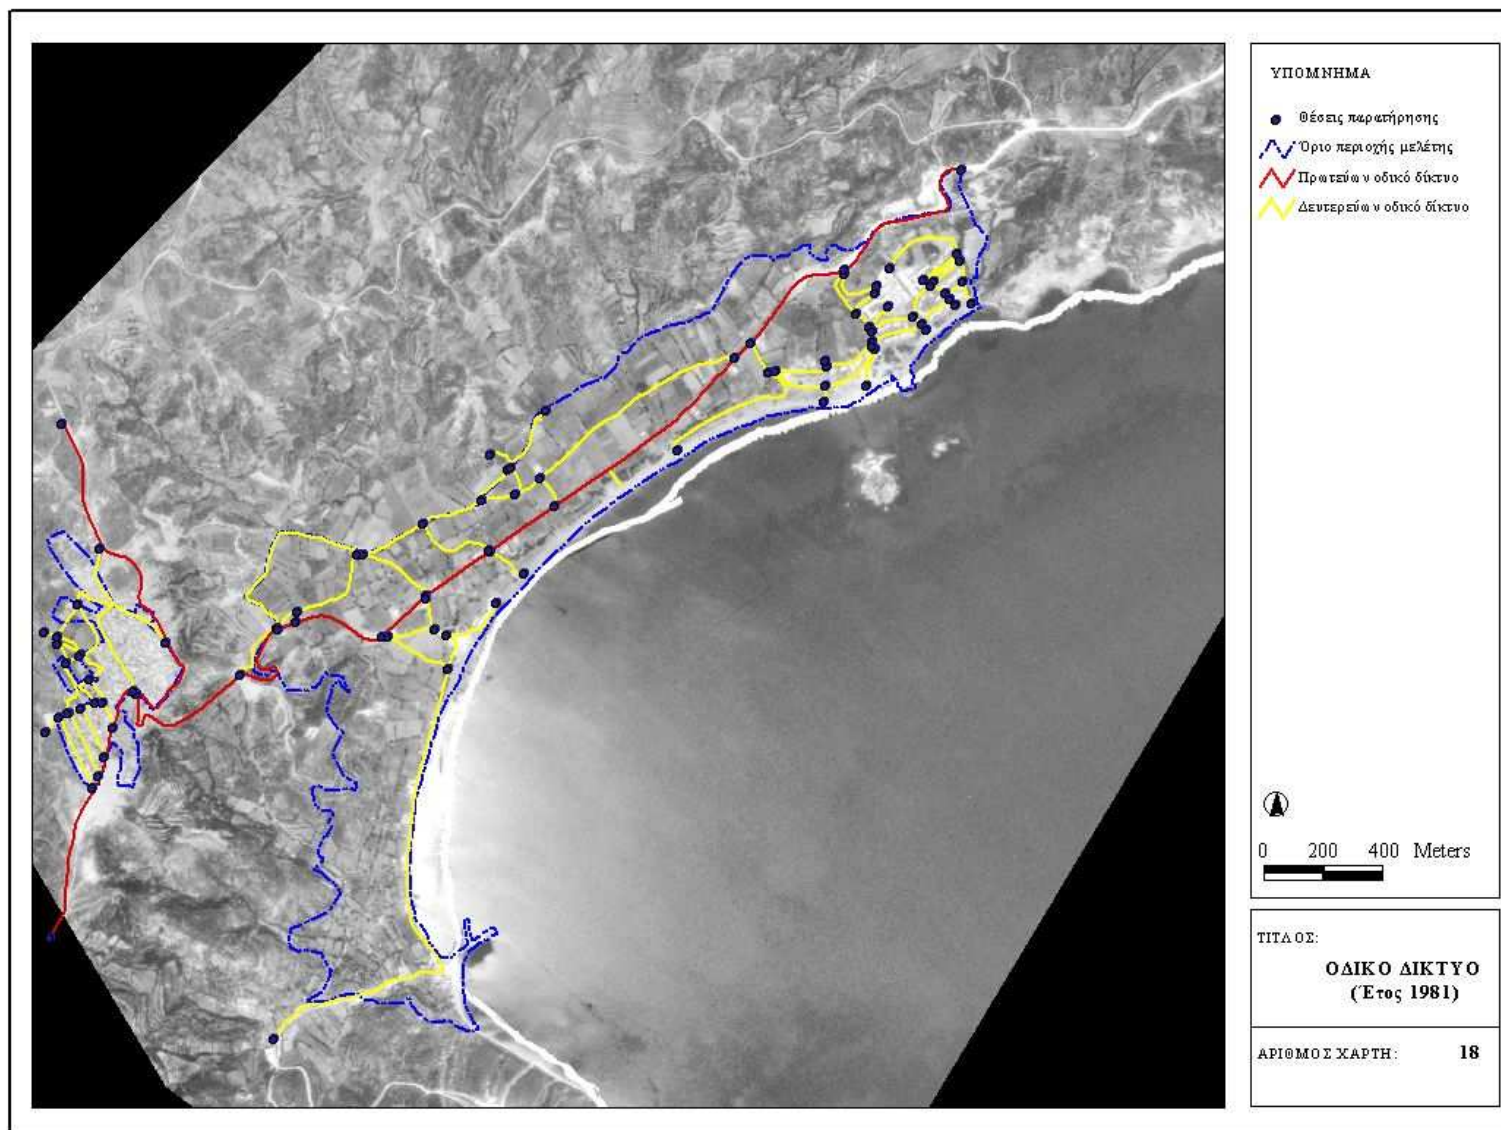 ΥΠΟΜΝΗΜΑ
Θέσεις παρατήρησης
Όριο περιοχής μελέτης
Πρωτεύων οδικό δίκτυο
Δευτερεύων οδικό δίκτυο
0 200 400 Meters
ΤΙΤΛΟΣ:
ΟΔΙΚΟ ΔΙΚΤΥΟ
(Έτος 1981)
ΑΡΙΘΜΟΣ ΧΑΡΤΗ: 18